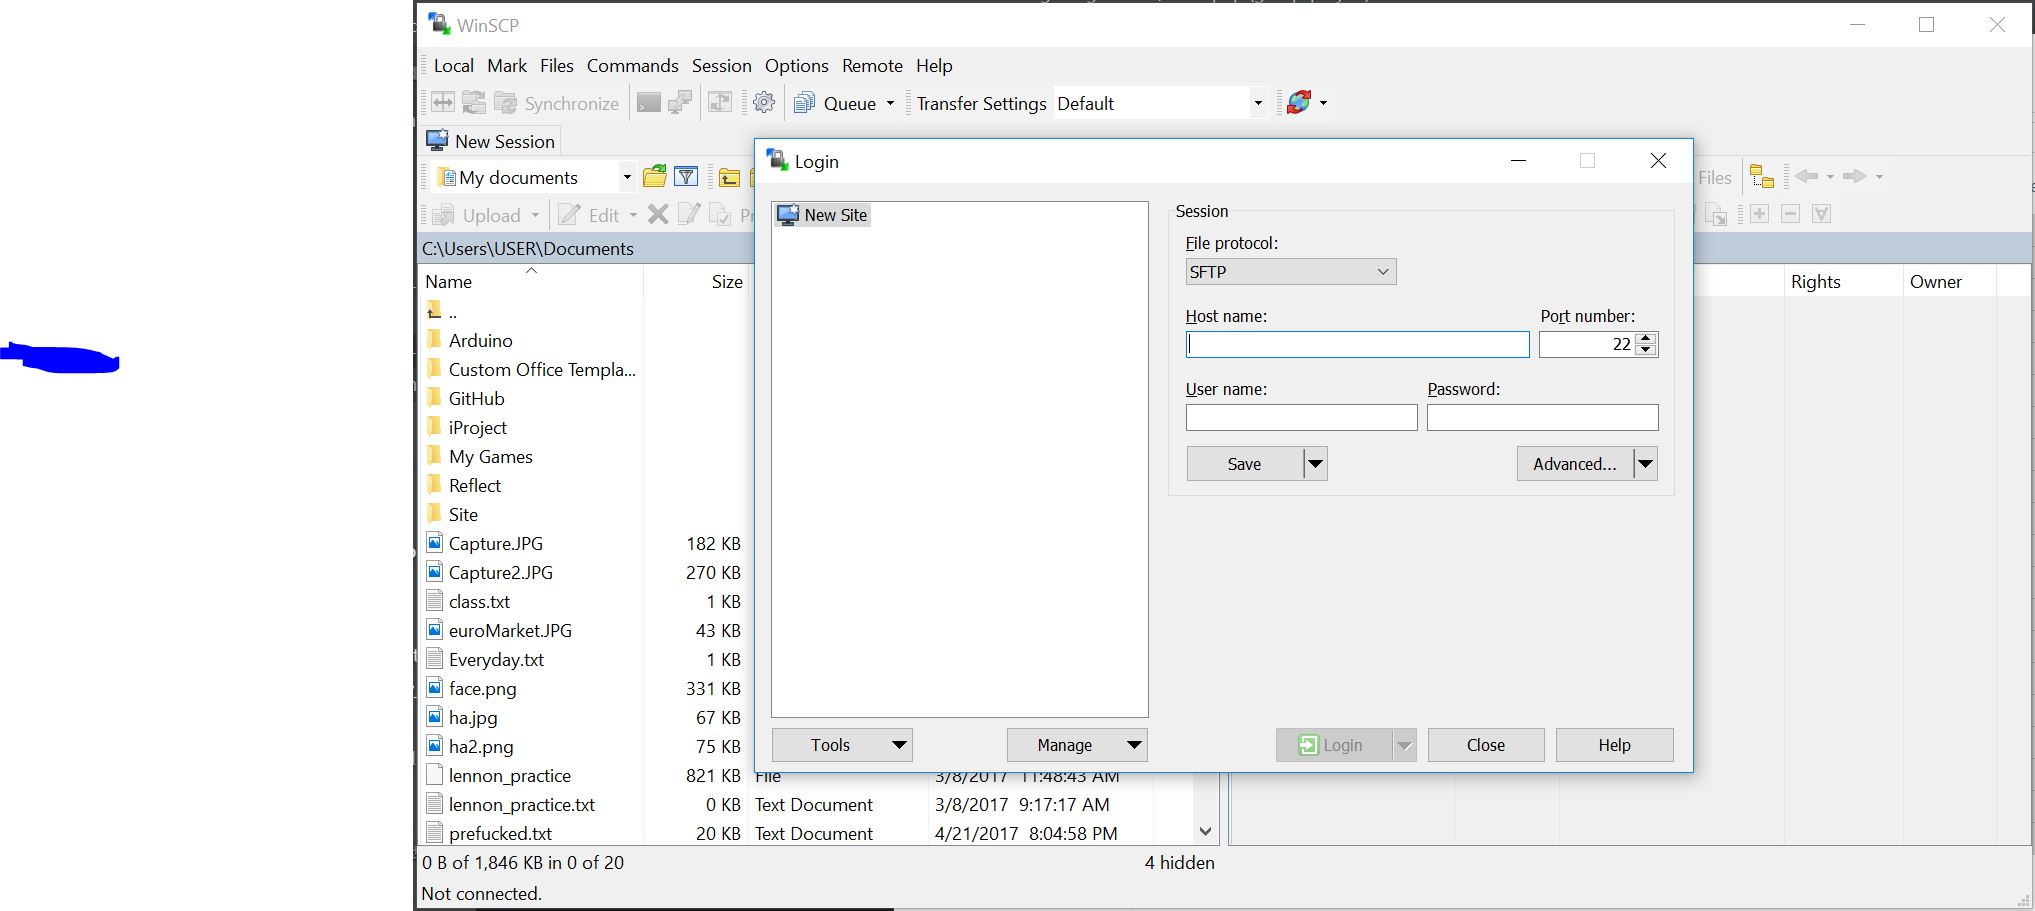 WinSCP
Local Mark Files Commands Session Options Remote Help
Synchronize Queue Transfer Settings Default
New Session
My documents
Files
Upload Edit
C:\Users\USER\Documents
Name Size
Rights Owner
..
Arduino
Custom Office Templa...
GitHub
iProject
My Games
Reflect
Site
Capture.JPG 182 KB
Capture2.JPG 270 KB
class.txt 1 KB
euroMarket.JPG 43 KB
Everyday.txt 1 KB
face.png 331 KB
ha.jpg 67 KB
ha2.png 75 KB
lennon_practice 821 KB File 3/8/2017 11:48:43 AM
lennon_practice.txt 0 KB Text Document 3/8/2017 9:17:17 AM
prefucked.txt 20 KB Text Document 4/21/2017 8:04:58 PM
0 B of 1,846 KB in 0 of 20
4 hidden
Not connected.
Login
New Site
Session
File protocol:
SFTP
Host name: Port number:
22
User name: Password:
Save Advanced...
Tools Manage Login Close Help